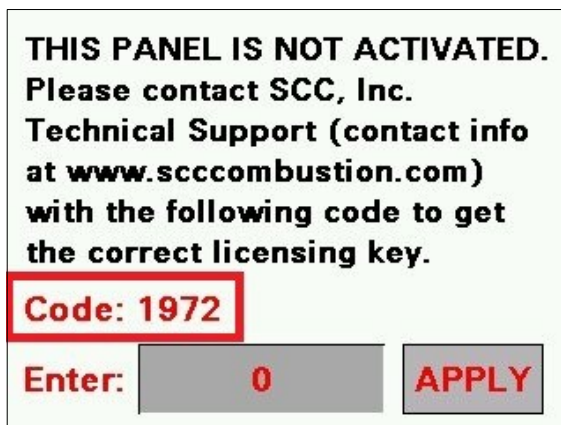 THIS PANEL IS NOT ACTIVATED.
Please contact SCC, Inc.
Technical Support (contact info
at www.scccombustion.com)
with the following code to get
the correct licensing key.
Code: 1972
Enter: 0 APPLY